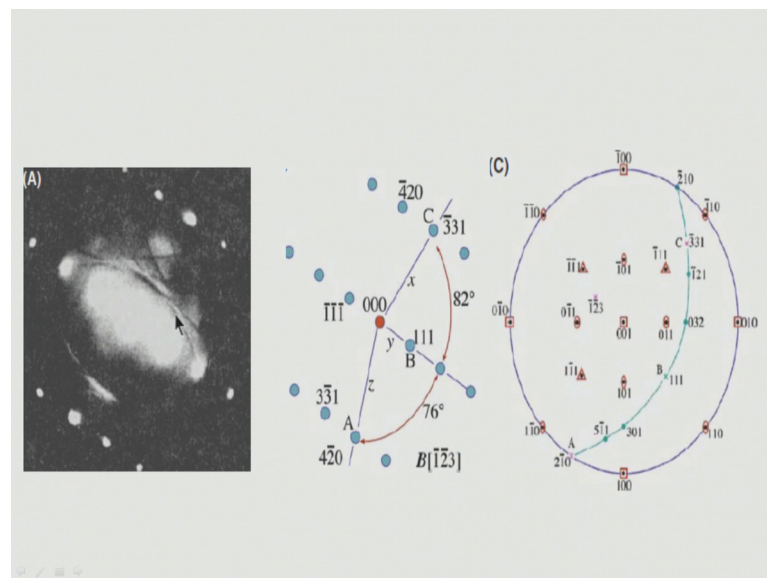 (A)
4̄20
C 3̄31
x
82°
1̄1̄1̄
000
y
111
B
z
33̄1
76°
A
42̄0
B[1̄2̄3]
(C)
1̄00
2̄10
1̄1̄0
1̄10
C 3̄31
1̄1̄1
1̄01
1̄11
1̄21
1̄2̄3
01̄0
01̄1
001
011
032
010
11̄1
101
B 111
11̄0
51̄1
301
110
A
21̄0
100